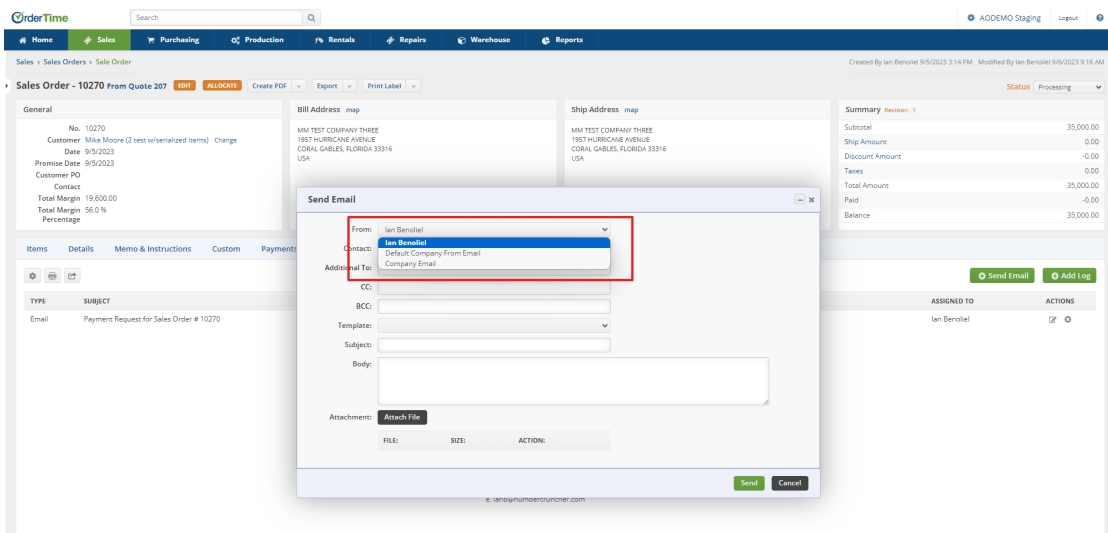 OrderTime
Search
AODEMO Staging Logout
Home Sales Purchasing Production Rentals Repairs Warehouse Reports
Sales › Sales Orders › Sale Order
Created By Ian Benoliel 9/5/2023 3:14 PM Modified By Ian Benoliel 9/6/2023 9:16 AM
Sales Order - 10270 From Quote 207 EDIT ALLOCATE Create PDF Export Print Label
Status Processing
General
No. 10270
Customer Mike Moore (2 test w/serialized items) Change
Date 9/5/2023
Promise Date 9/5/2023
Customer PO
Contact
Total Margin 19,600.00
Total Margin Percentage 56.0 %
Bill Address map
MM TEST COMPANY THREE
1957 HURRICANE AVENUE
CORAL GABLES, FLORIDA 33316
USA
Ship Address map
MM TEST COMPANY THREE
1957 HURRICANE AVENUE
CORAL GABLES, FLORIDA 33316
USA
Summary Revision : 1
Subtotal 35,000.00
Ship Amount 0.00
Discount Amount -0.00
Taxes 0.00
Total Amount 35,000.00
Paid -0.00
Balance 35,000.00
Items Details Memo & Instructions Custom Payments
Send Email Add Log
TYPE SUBJECT ASSIGNED TO ACTIONS
Email Payment Request for Sales Order # 10270 Ian Benoliel
Send Email
From: Ian Benoliel
Ian Benoliel
Default Company From Email
Company Email
Contact:
Additional To:
CC:
BCC:
Template:
Subject:
Body:
Attachment: Attach File
FILE: SIZE: ACTION:
Send Cancel
e. iano@numbercruncher.com